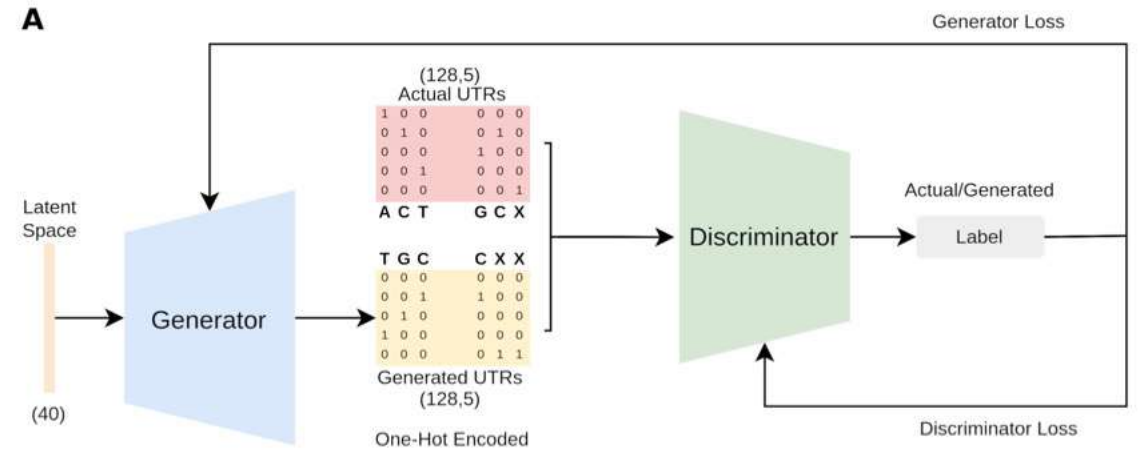 A
Generator Loss
(128,5)
Actual UTRs
1 0 0 0 0 0
0 1 0 0 1 0
0 0 0 1 0 0
0 0 1 0 0 0
0 0 0 0 0 1
A C T G C X
Latent
Space
(40)
Generator
T G C C X X
0 0 0 0 0 0
0 0 1 1 0 0
0 1 0 0 0 0
1 0 0 0 0 0
0 0 0 0 1 1
Generated UTRs
(128,5)
One-Hot Encoded
Discriminator
Actual/Generated
Label
Discriminator Loss